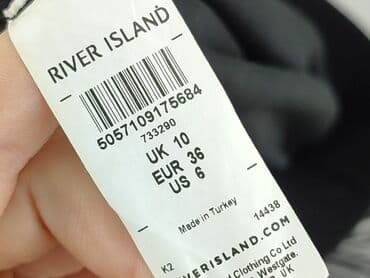 RIVER ISLAND
5057109175684
733290
UK 10
EUR 36
US 6
Made in Turkey
K2
14438
VERISLAND.COM
Clothing Co Ltd
Westgate,
UK